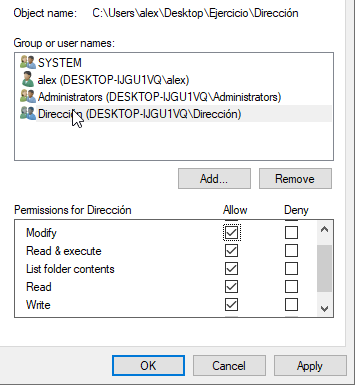 Object name: C:\Users\alex\Desktop\Ejercicio\Dirección
Group or user names:
SYSTEM
alex (DESKTOP-IJGU1VQ\alex)
Administrators (DESKTOP-IJGU1VQ\Administrators)
Dirección (DESKTOP-IJGU1VQ\Dirección)
Add... Remove
Permissions for Dirección Allow Deny
Modify
Read & execute
List folder contents
Read
Write
OK Cancel Apply